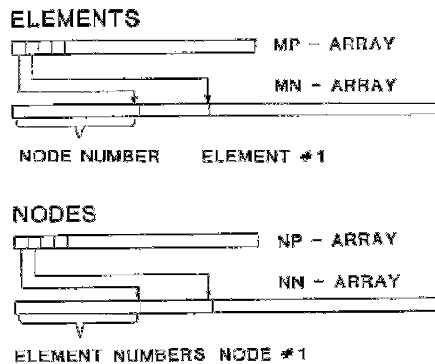 ELEMENTS
MP - ARRAY
MN - ARRAY
NODE NUMBER ELEMENT #1
NODES
NP - ARRAY
NN - ARRAY
ELEMENT NUMBERS NODE #1